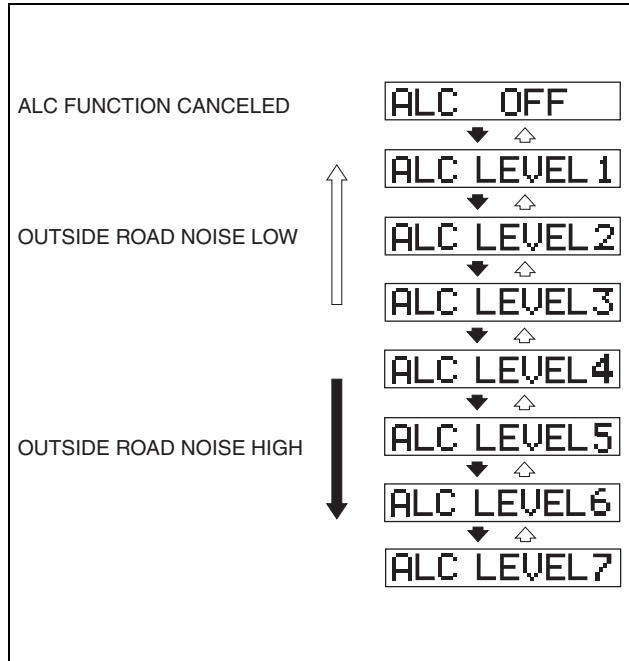 ALC FUNCTION CANCELED
ALC OFF
ALC LEVEL1
OUTSIDE ROAD NOISE LOW
ALC LEVEL2
ALC LEVEL3
ALC LEVEL4
OUTSIDE ROAD NOISE HIGH
ALC LEVEL5
ALC LEVEL6
ALC LEVEL7